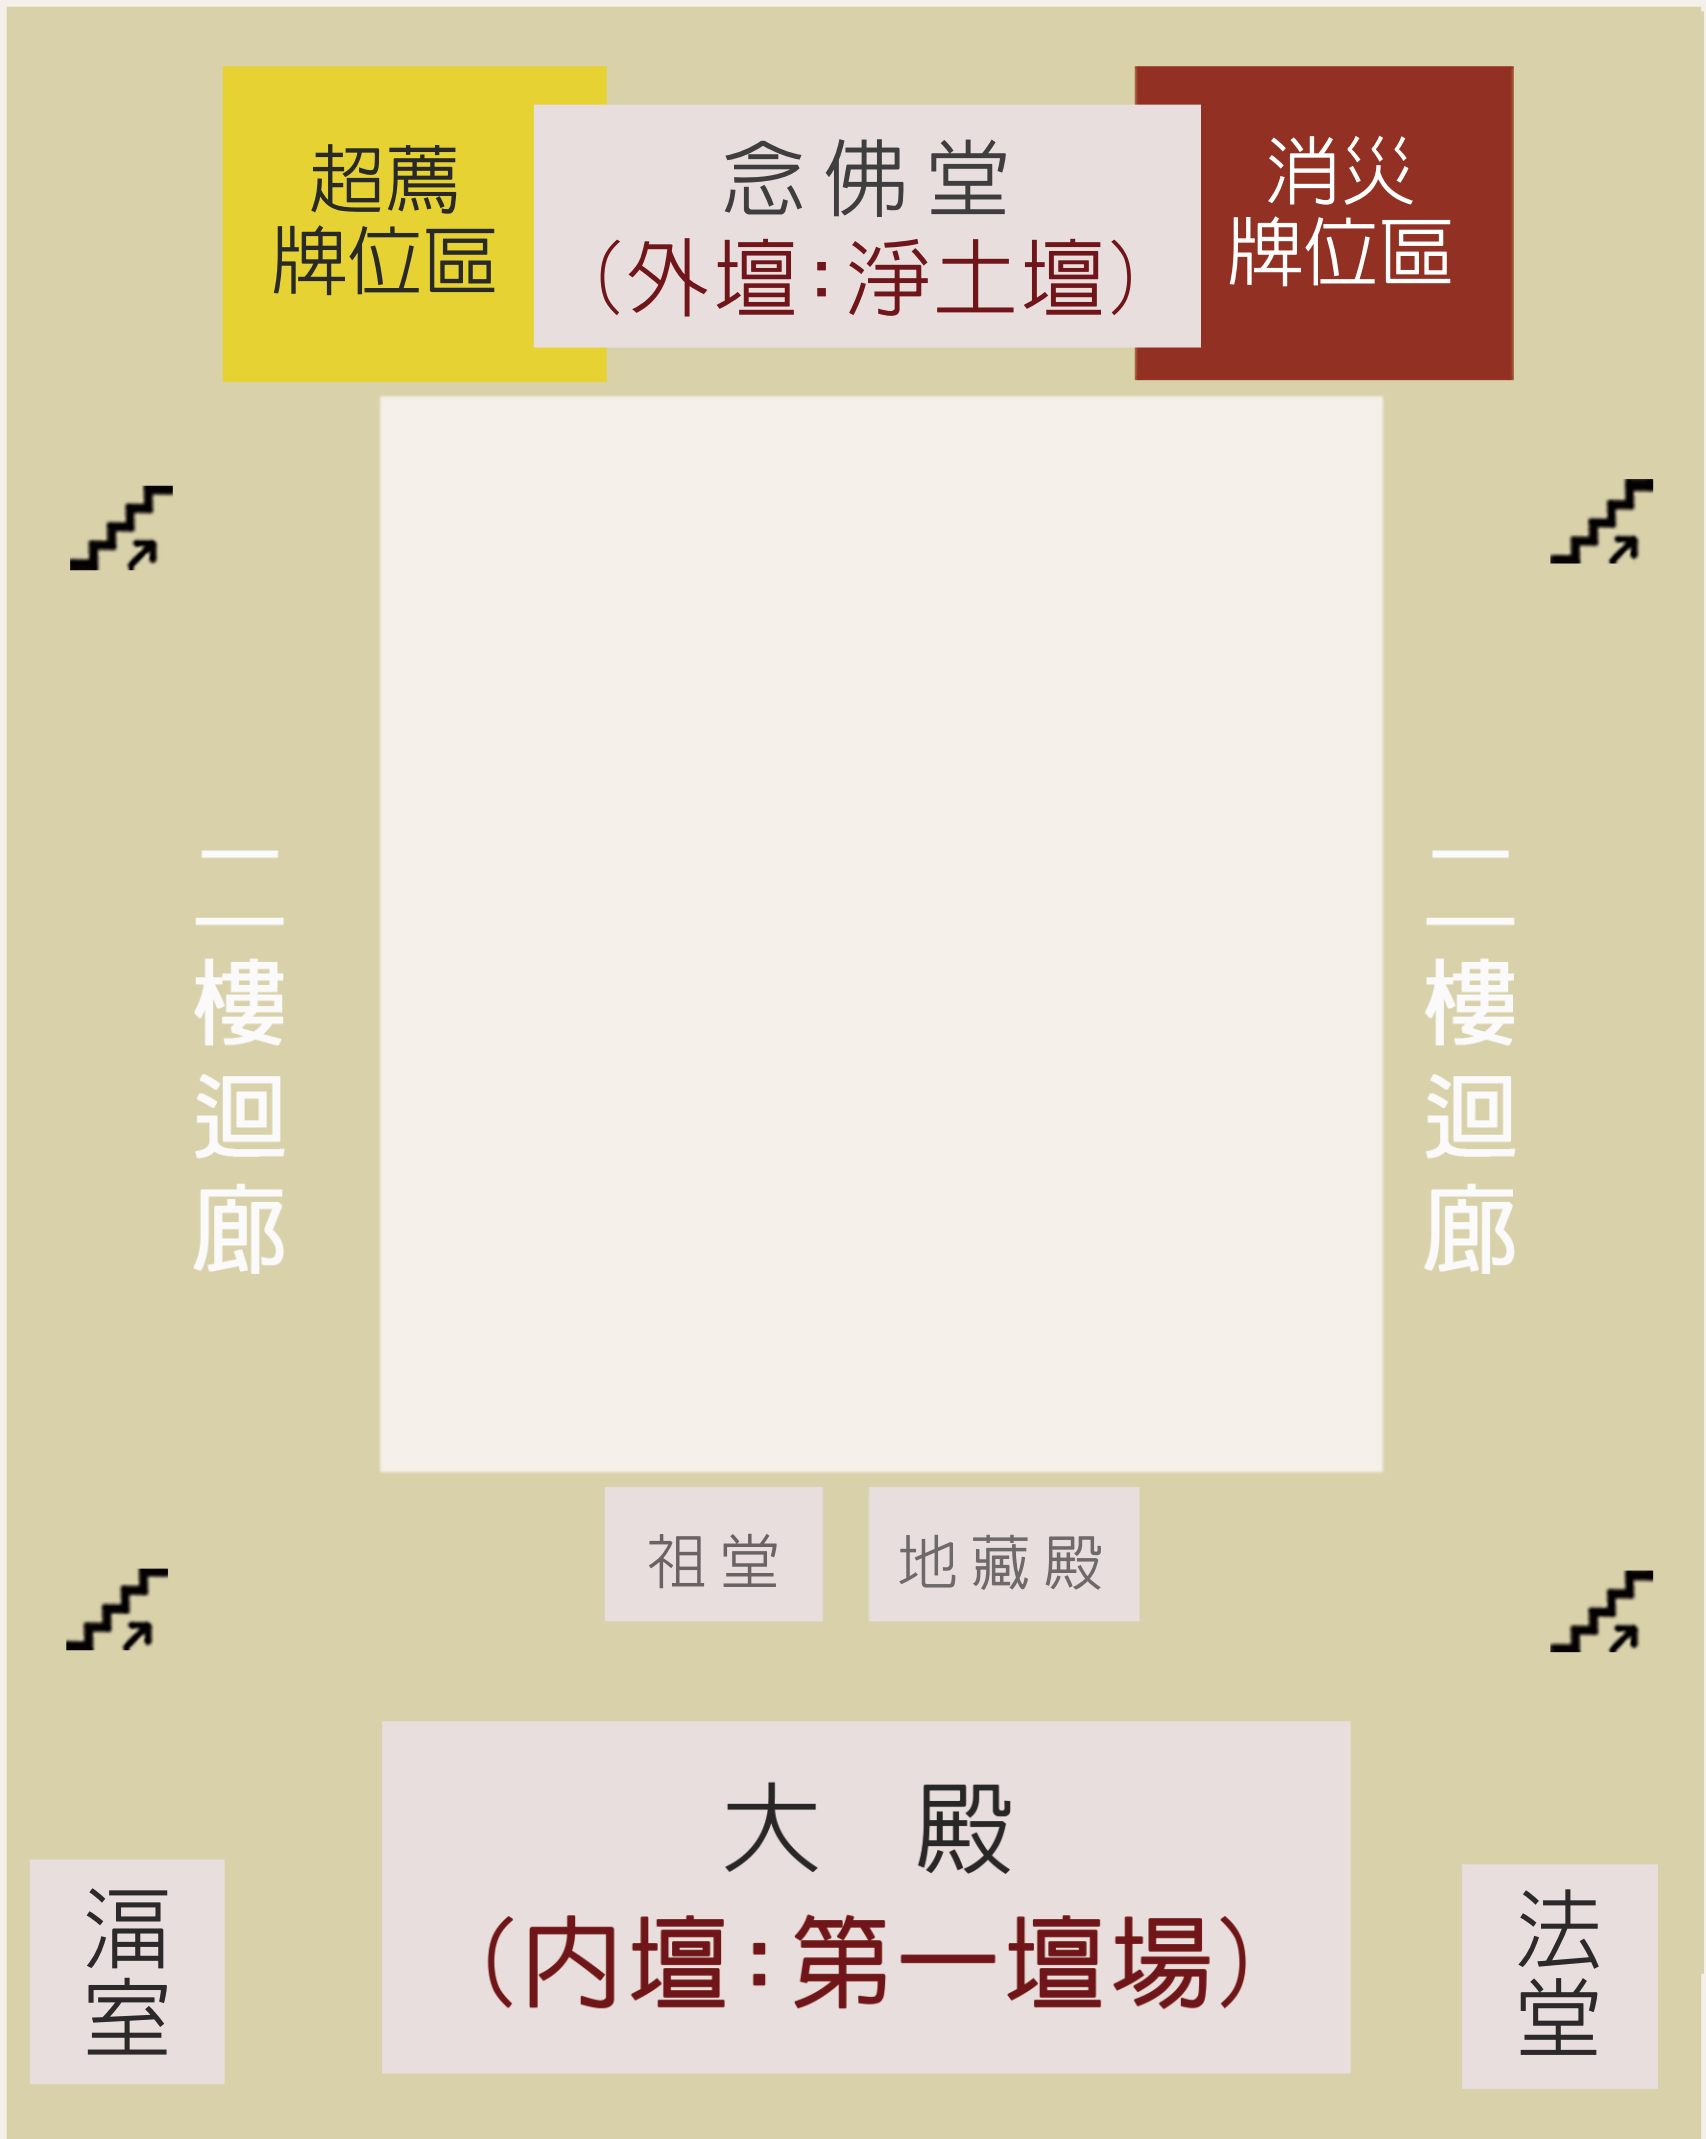 超薦
牌位區
念佛堂
(外壇:淨土壇)
消災
牌位區
二樓迴廊
二樓迴廊
祖堂
地藏殿
大殿
(內壇:第一壇場)
湢室
法堂